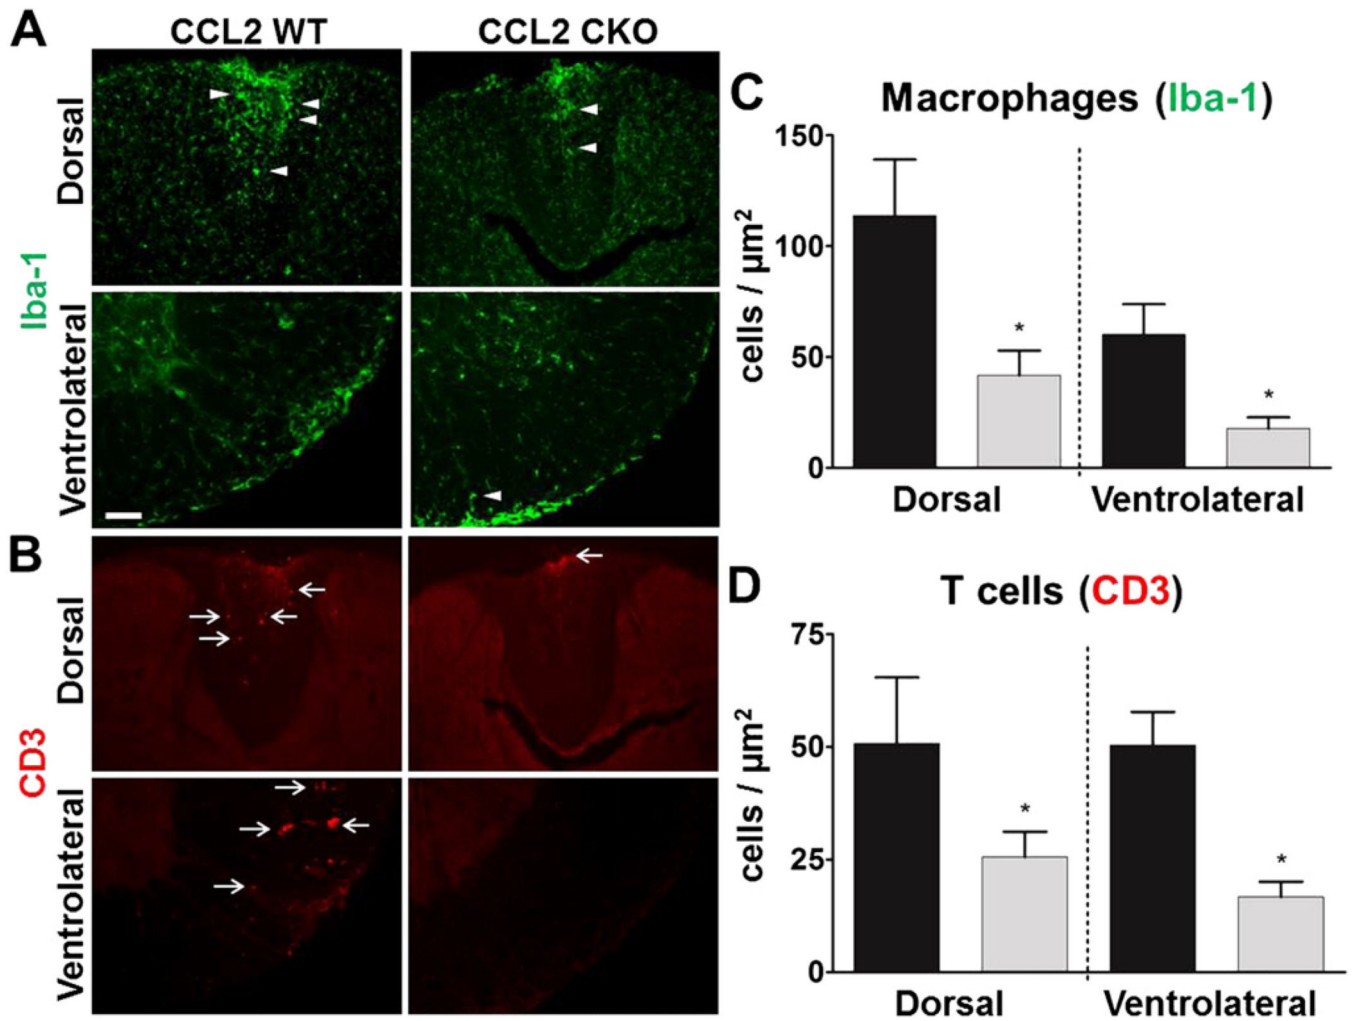 A
CCL2 WT
CCL2 CKO
Iba-1
Dorsal
Ventrolateral
B
CD3
Dorsal
Ventrolateral
C
Macrophages (Iba-1)
cells / µm²
150
100
50
0
*
*
Dorsal
Ventrolateral
D
T cells (CD3)
cells / µm²
75
50
25
0
*
*
Dorsal
Ventrolateral